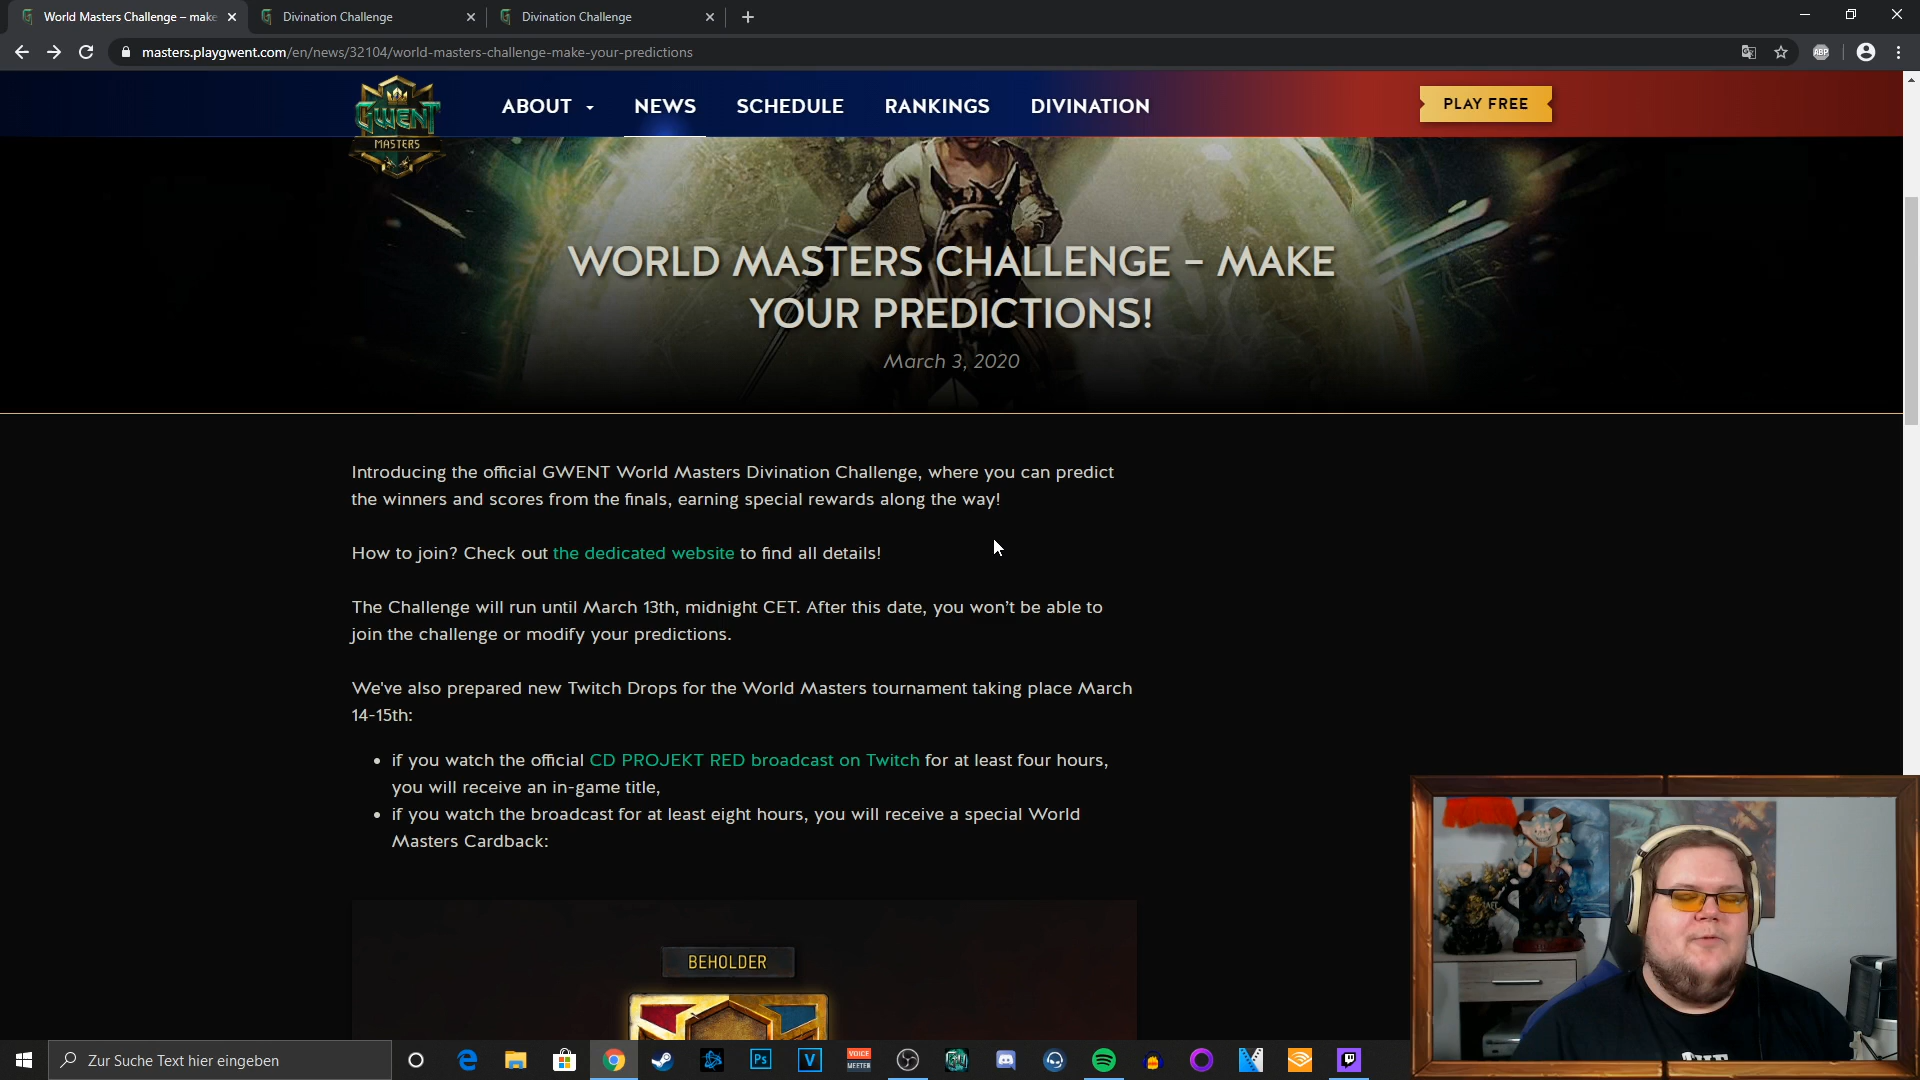 World Masters Challenge – make
Divination Challenge
Divination Challenge
masters.playgwent.com/en/news/32104/world-masters-challenge-make-your-predictions
ABP
GWENT
MASTERS
ABOUT
NEWS
SCHEDULE
RANKINGS
DIVINATION
PLAY FREE
WORLD MASTERS CHALLENGE – MAKE
YOUR PREDICTIONS!
March 3, 2020
Introducing the official GWENT World Masters Divination Challenge, where you can predict
the winners and scores from the finals, earning special rewards along the way!
How to join? Check out the dedicated website to find all details!
The Challenge will run until March 13th, midnight CET. After this date, you won't be able to
join the challenge or modify your predictions.
We've also prepared new Twitch Drops for the World Masters tournament taking place March
14-15th:
• if you watch the official CD PROJEKT RED broadcast on Twitch for at least four hours,
you will receive an in-game title,
• if you watch the broadcast for at least eight hours, you will receive a special World
Masters Cardback:
BEHOLDER
THE
Zur Suche Text hier eingeben
Ps
V
VOICE
MEETER